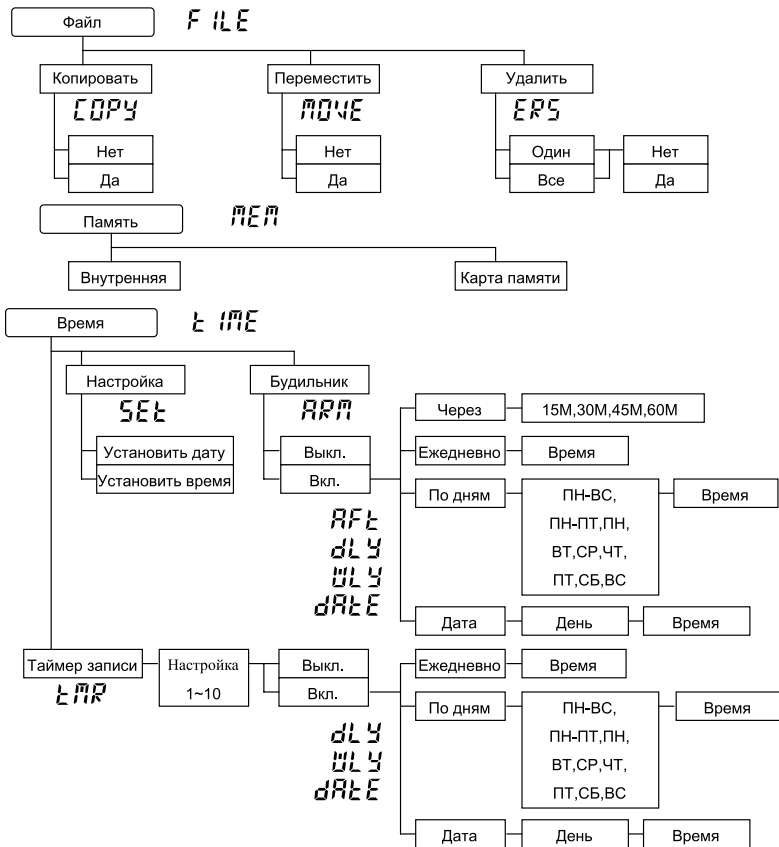 Файл FILE
Копировать Переместить Удалить
COPY MOVE ERS
Нет Нет Один Нет
Да Да Все Да
Память MEM
Внутренняя Карта памяти
Время tIME
Настройка Будильник
SEt ARM
Через 15М,30М,45М,60М
Установить дату Выкл. Ежедневно Время
Установить время Вкл.
По дням ПН-ВС, Время
AFt ПН-ПТ,ПН,
dLY ВТ,СР,ЧТ,
WLY ПТ,СБ,ВС
dAtE
Дата День Время
Таймер записи Настройка Выкл. Ежедневно Время
tMR 1~10 Вкл.
По дням ПН-ВС, Время
dLY ПН-ПТ,ПН,
WLY ВТ,СР,ЧТ,
dAtE ПТ,СБ,ВС
Дата День Время